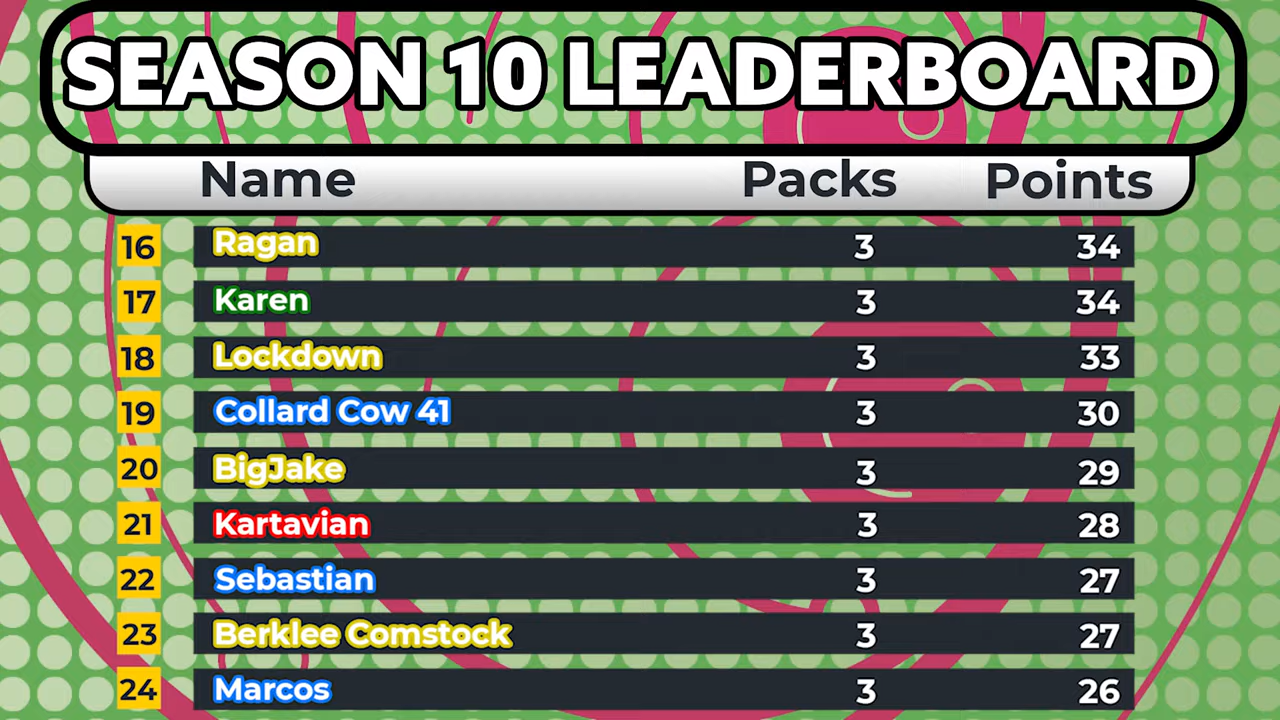 SEASON 10 LEADERBOARD
Name Packs Points
16 Ragan 3 34
17 Karen 3 34
18 Lockdown 3 33
19 Collard Cow 41 3 30
20 BigJake 3 29
21 Kartavian 3 28
22 Sebastian 3 27
23 Berklee Comstock 3 27
24 Marcos 3 26